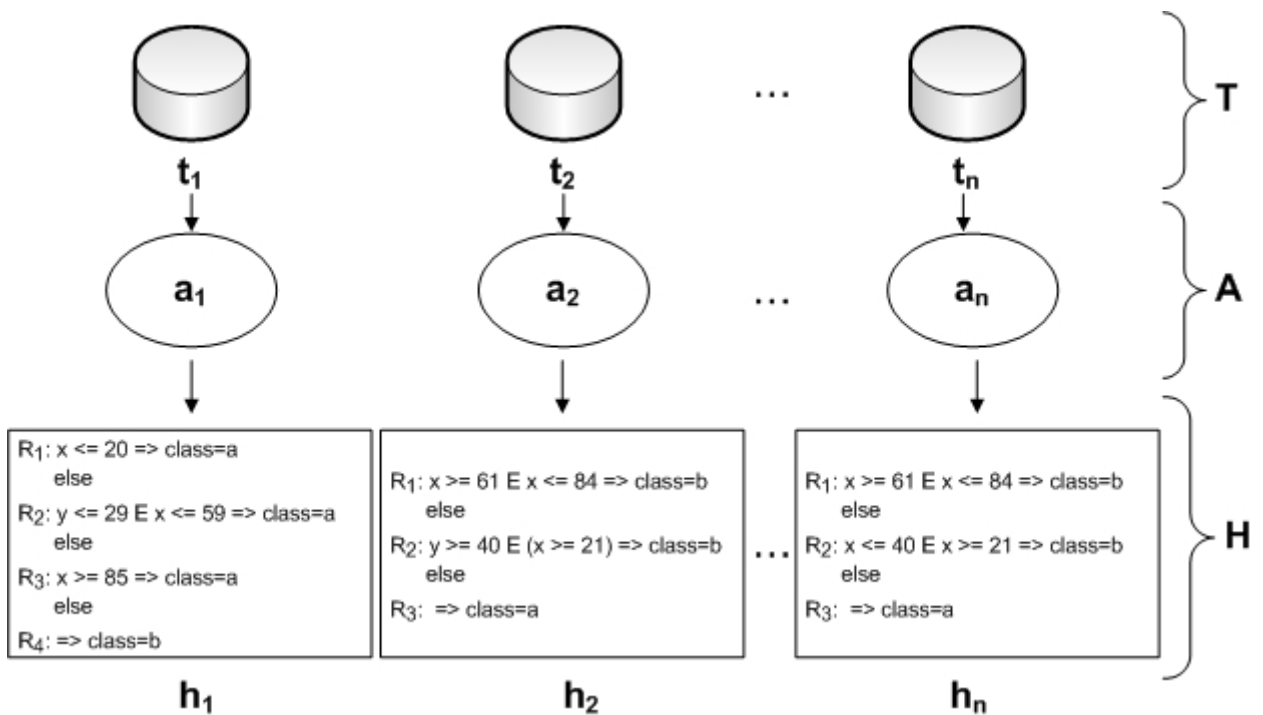 ... T
t1 t2 tn
a1 a2 ... an A
R1: x <= 20 => class=a
else
R2: y <= 29 E x <= 59 => class=a
else
R3: x >= 85 => class=a
else
R4: => class=b
R1: x >= 61 E x <= 84 => class=b
else
R2: y >= 40 E (x >= 21) => class=b
else
R3: => class=a
...
R1: x >= 61 E x <= 84 => class=b
else
R2: x <= 40 E x >= 21 => class=b
else
R3: => class=a
H
h1 h2 hn